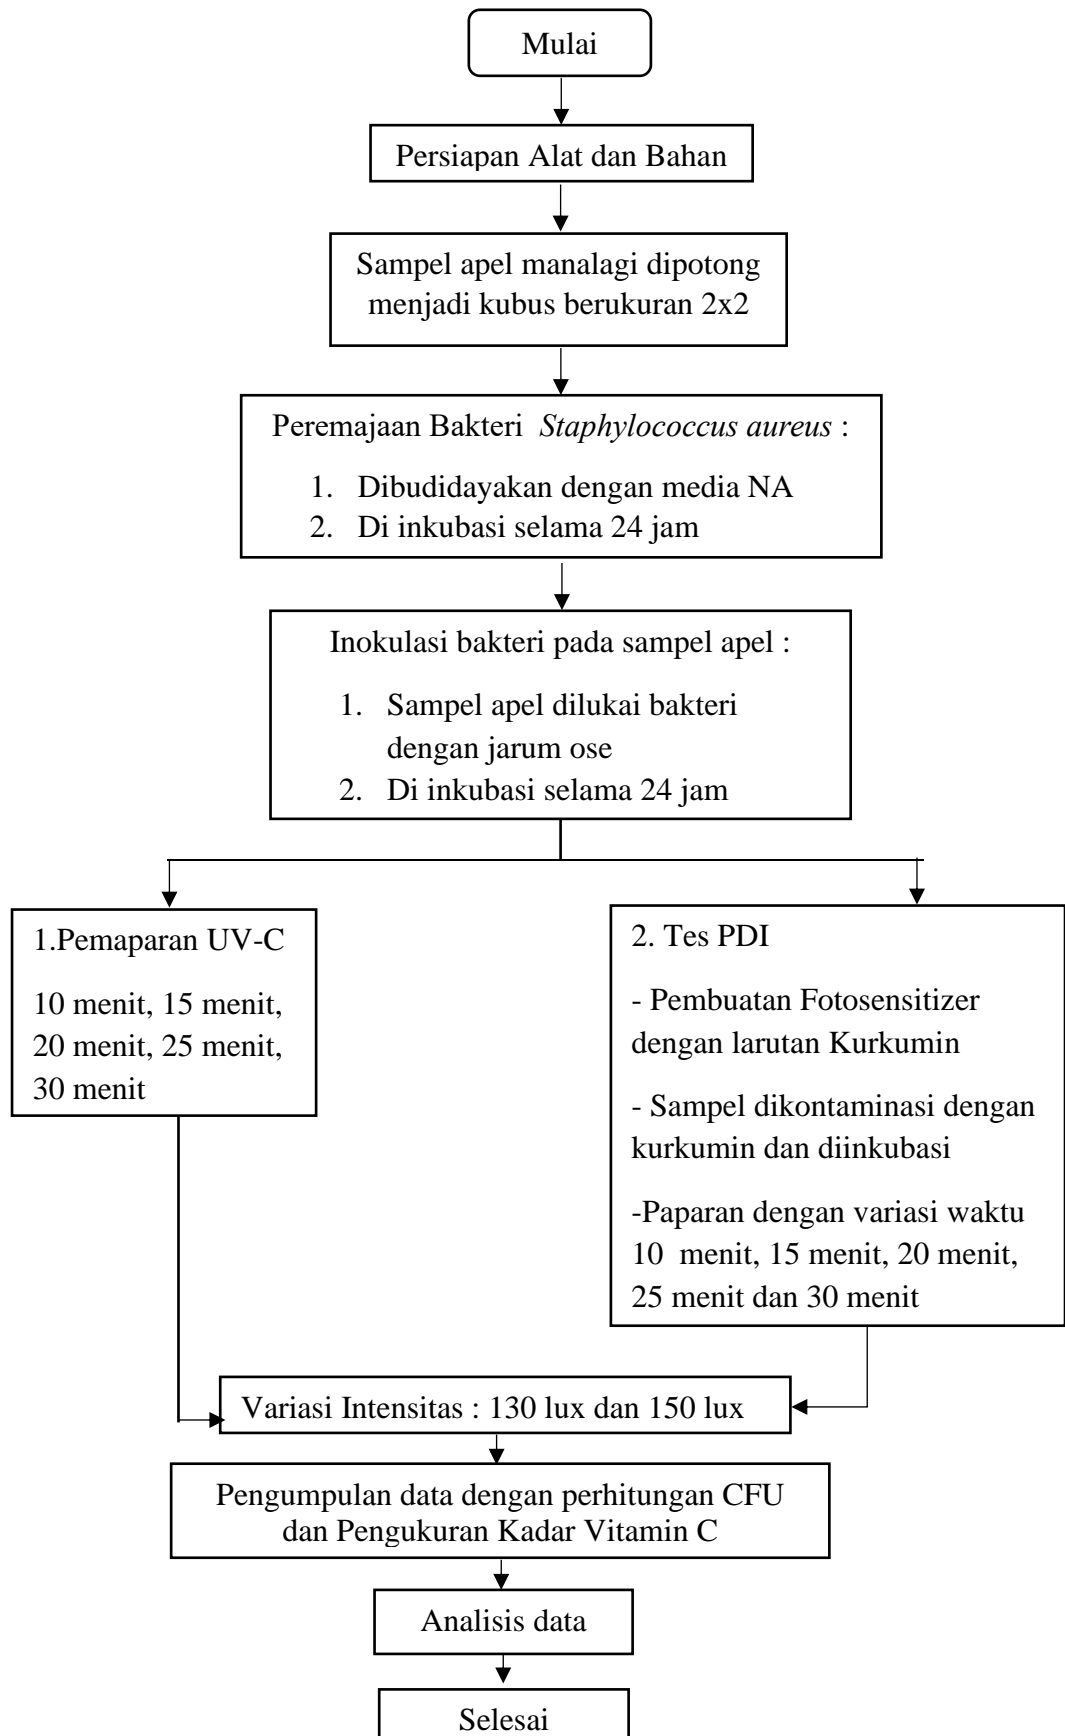 Mulai
Persiapan Alat dan Bahan
Sampel apel manalagi dipotong
menjadi kubus berukuran 2x2
Peremajaan Bakteri Staphylococcus aureus :
1. Dibudidayakan dengan media NA
2. Di inkubasi selama 24 jam
Inokulasi bakteri pada sampel apel :
1. Sampel apel dilukai bakteri
dengan jarum ose
2. Di inkubasi selama 24 jam
1.Pemaparan UV-C
10 menit, 15 menit,
20 menit, 25 menit,
30 menit
2. Tes PDI
- Pembuatan Fotosensitizer
dengan larutan Kurkumin
- Sampel dikontaminasi dengan
kurkumin dan diinkubasi
-Paparan dengan variasi waktu
10 menit, 15 menit, 20 menit,
25 menit dan 30 menit
Variasi Intensitas : 130 lux dan 150 lux
Pengumpulan data dengan perhitungan CFU
dan Pengukuran Kadar Vitamin C
Analisis data
Selesai